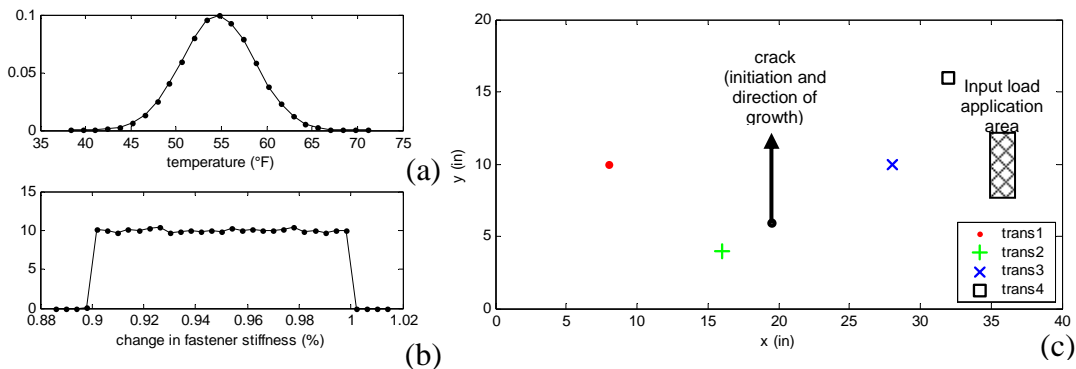 0.1
0.05
0
35 40 45 50 55 60 65 70 75
temperature (°F)
(a)
15
10
5
0
0.88 0.9 0.92 0.94 0.96 0.98 1 1.02
change in fastener stiffness (%)
(b)
20
15
10
5
0
y (in)
crack
(initiation and
direction of
growth)
Input load
application
area
trans1
trans2
trans3
trans4
0 5 10 15 20 25 30 35 40
x (in)
(c)